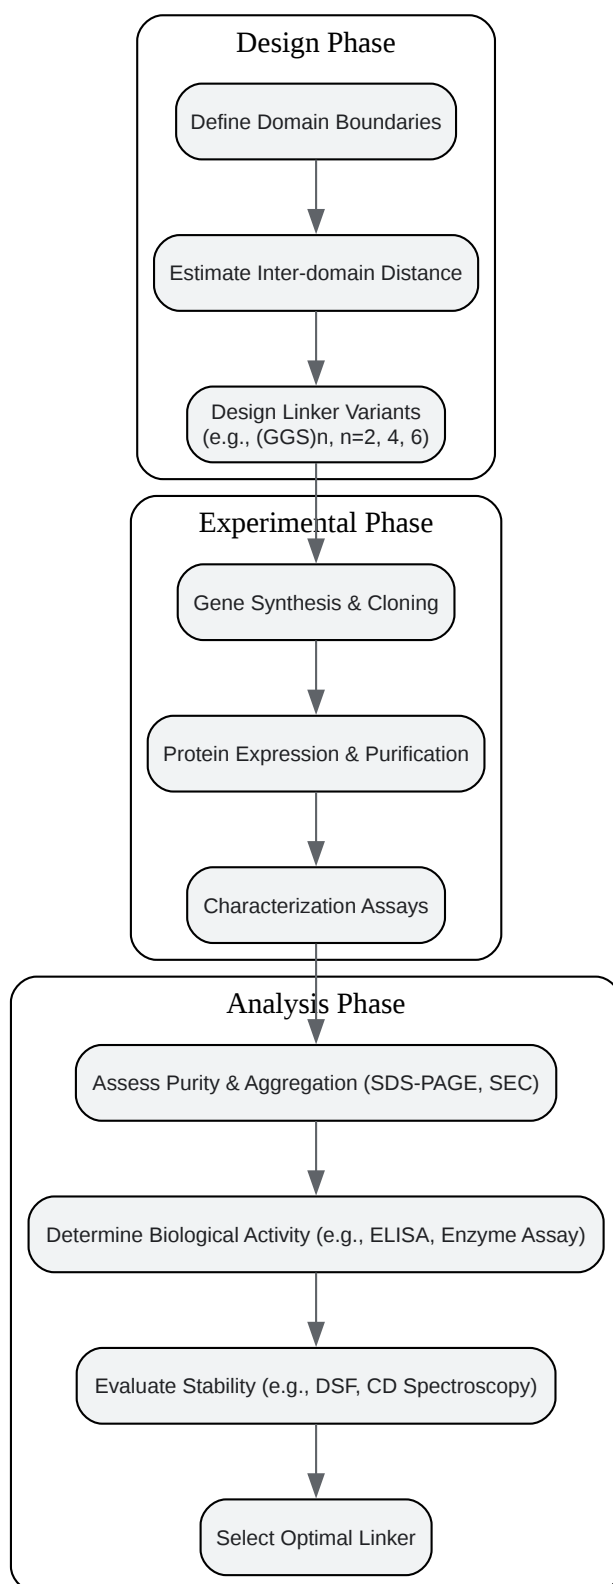 Design Phase
Define Domain Boundaries
Estimate Inter-domain Distance
Design Linker Variants
(e.g., (GGS)n, n=2, 4, 6)
Experimental Phase
Gene Synthesis & Cloning
Protein Expression & Purification
Characterization Assays
Analysis Phase
Assess Purity & Aggregation (SDS-PAGE, SEC)
Determine Biological Activity (e.g., ELISA, Enzyme Assay)
Evaluate Stability (e.g., DSF, CD Spectroscopy)
Select Optimal Linker